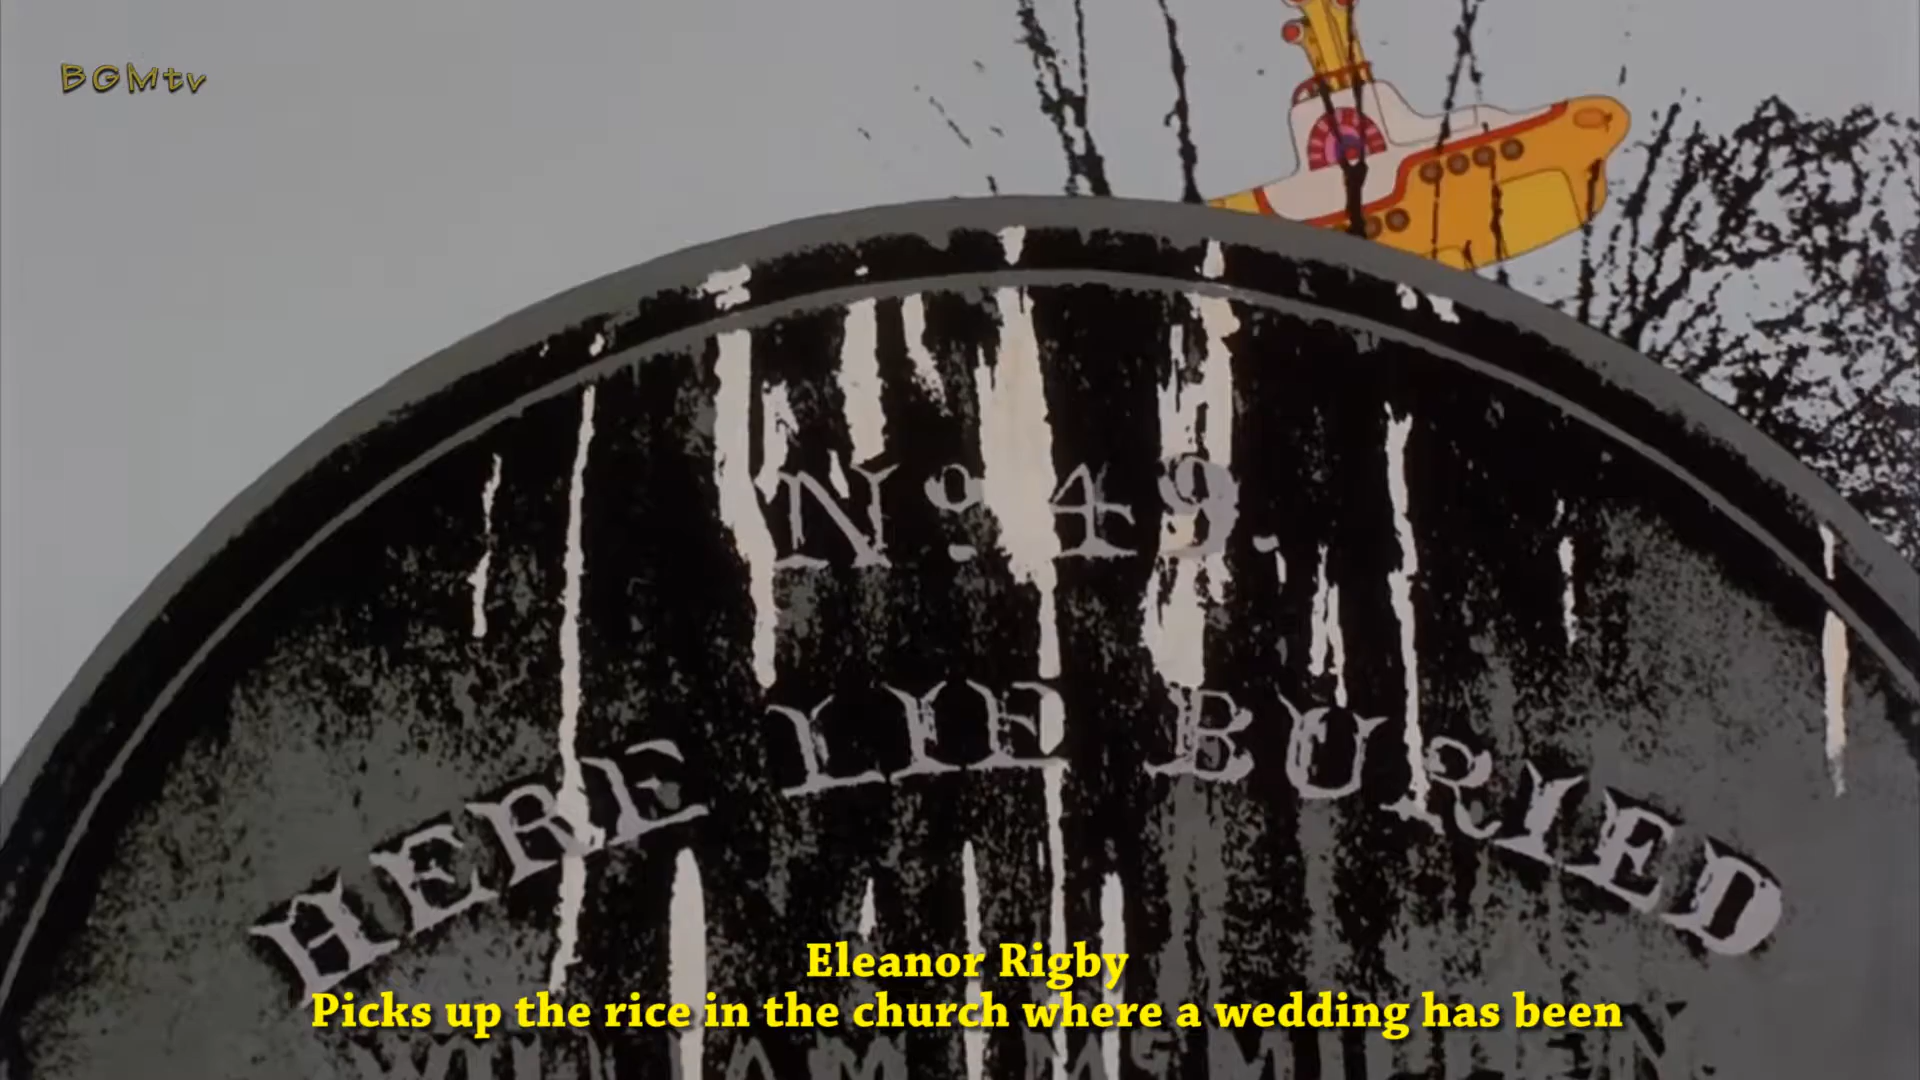 BGMtv
Nº 49.
HERE LIE BURIED
Eleanor Rigby
Picks up the rice in the church where a wedding has been
WILLIAM